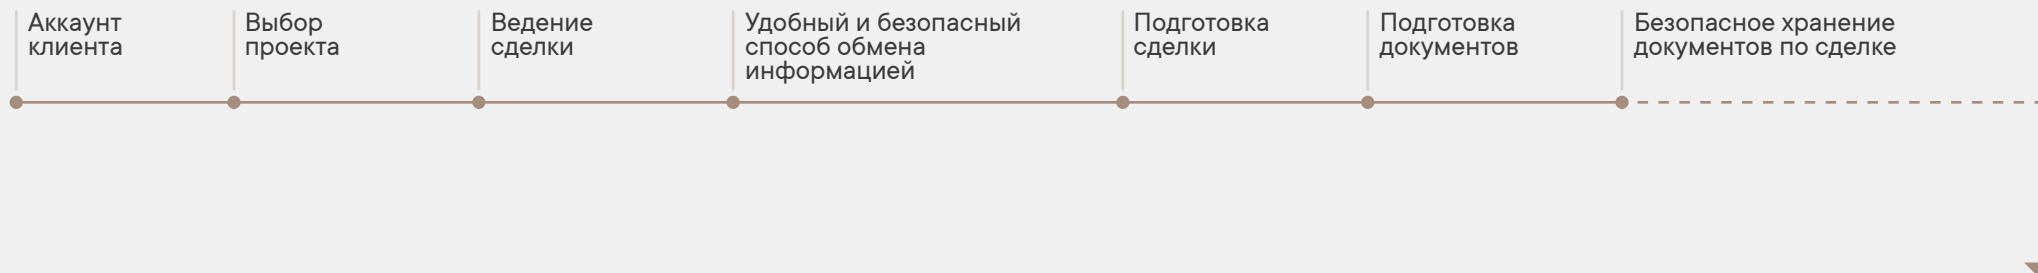 Аккаунт
клиента
Выбор
проекта
Ведение
сделки
Удобный и безопасный
способ обмена
информацией
Подготовка
сделки
Подготовка
документов
Безопасное хранение
документов по сделке